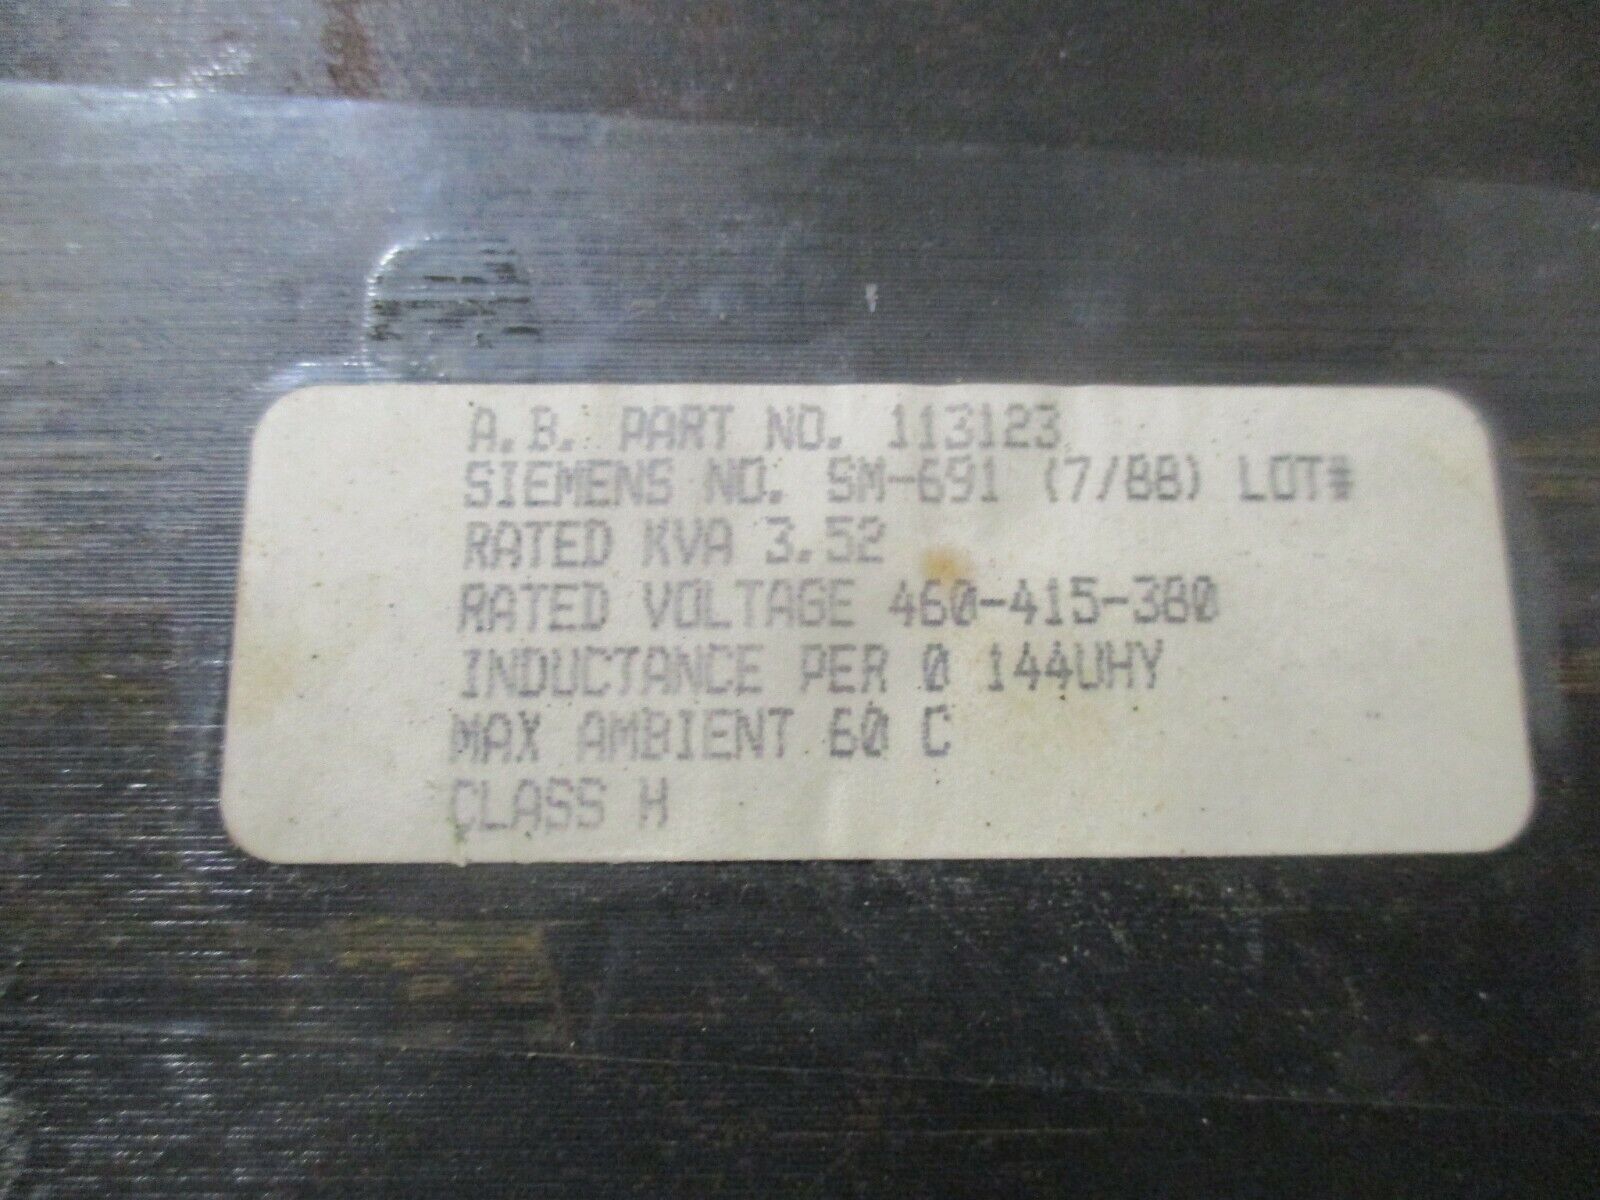 A.B. PART NO. 113123
SIEMENS NO. SM-691 (7/88) LOT#
RATED KVA 3.52
RATED VOLTAGE 460-415-380
INDUCTANCE PER 0 144UHY
MAX AMBIENT 60 C
CLASS H